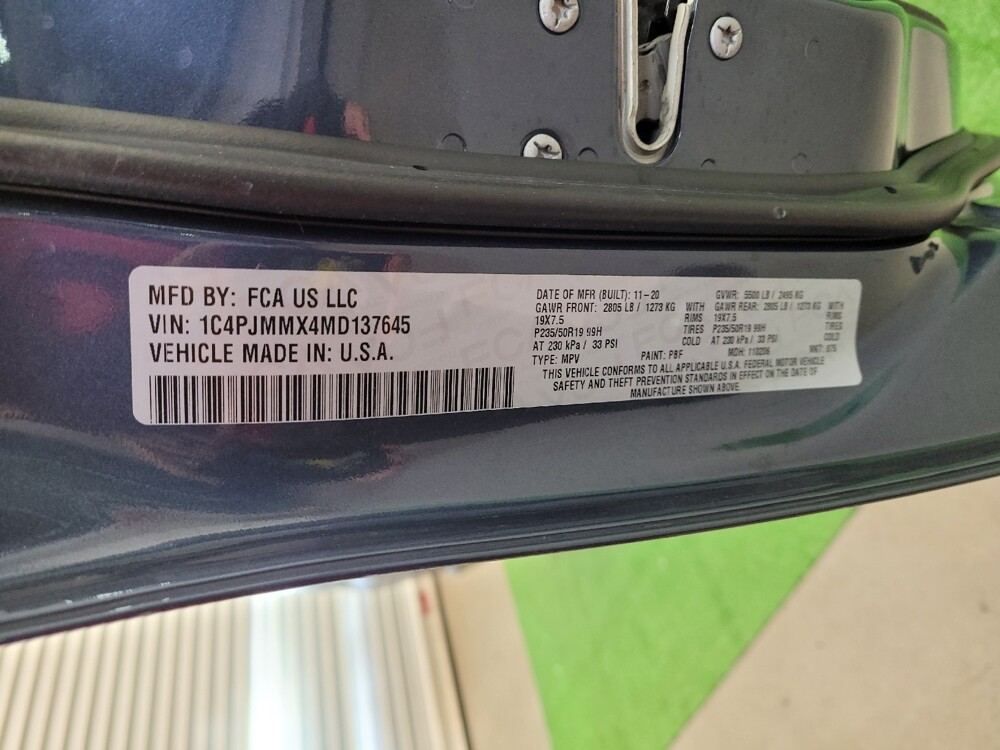 MFD BY: FCA US LLC
VIN: 1C4PJMMX4MD137645
VEHICLE MADE IN: U.S.A.
DATE OF MFR (BUILT): 11-20 GVWR: 5500 LB / 2495 KG
GAWR FRONT: 2805 LB / 1273 KG WITH GAWR REAR: 2805 LB / 1273 KG WITH
19X7.5 RIMS 19X7.5 RIMS
P235/50R19 99H TIRES P235/50R19 99H TIRES
AT 230 kPa / 33 PSI COLD AT 230 kPa / 33 PSI COLD
TYPE: MPV PAINT: PBF MDH: 110206 MKT:
THIS VEHICLE CONFORMS TO ALL APPLICABLE U.S.A. FEDERAL MOTOR VEHICLE
SAFETY AND THEFT PREVENTION STANDARDS IN EFFECT ON THE DATE OF
MANUFACTURE SHOWN ABOVE.